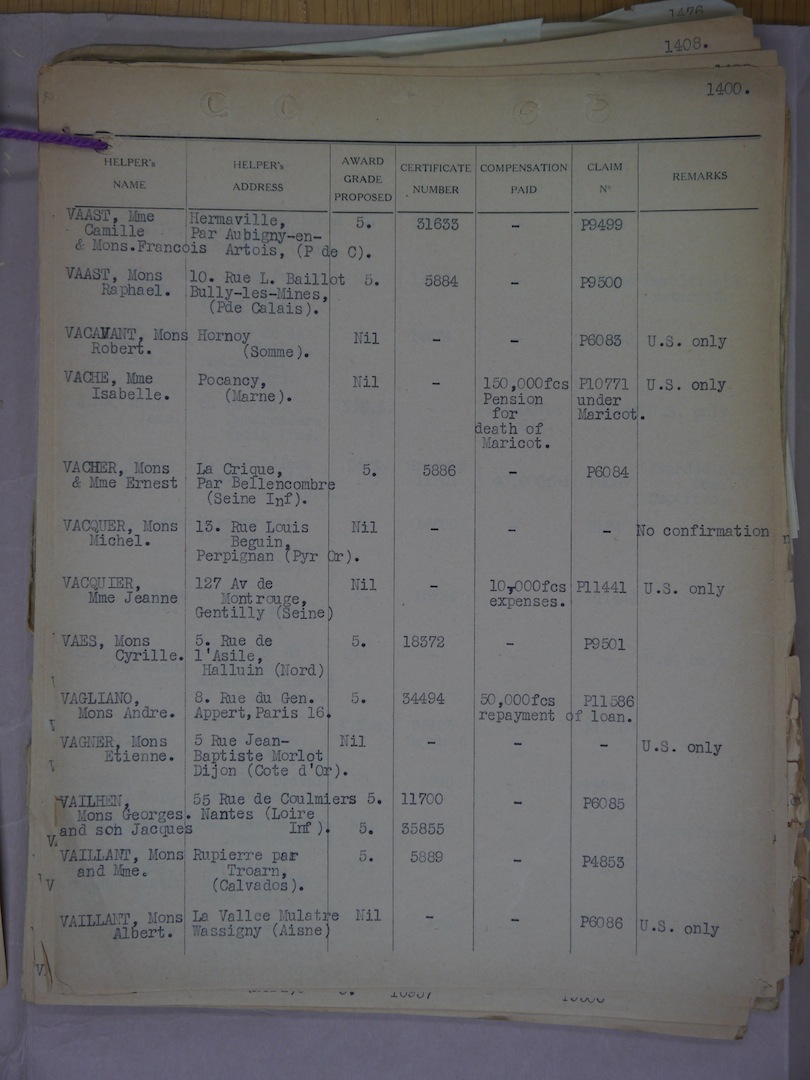 1476
1408.
1400.
HELPER's NAME HELPER's ADDRESS AWARD GRADE PROPOSED CERTIFICATE NUMBER COMPENSATION PAID CLAIM N° REMARKS
VAAST, Mme Hermaville, 5. 31633 - P9499
Camille Par Aubigny-en-
& Mons.Francois Artois, (P de C).
VAAST, Mons 10. Rue L. Baillot 5. 5884 - P9500
Raphael. Bully-les-Mines,
(Pde Calais).
VACAVANT, Mons Hornoy Nil - - P6083 U.S. only
Robert. (Somme).
VACHE, Mme Pocancy, Nil - 150,000fcs P10771 U.S. only
Isabelle. (Marne). Pension under
for Maricot.
death of
Maricot.
VACHER, Mons La Crique, 5. 5886 - P6084
& Mme Ernest Par Bellencombre
(Seine Inf).
VACQUER, Mons 13. Rue Louis Nil - - - No confirmation
Michel. Beguin,
Perpignan (Pyr Or).
VACQUIER, 127 Av de Nil - 10,000fcs P11441 U.S. only
Mme Jeanne Montrouge, expenses.
Gentilly (Seine)
VAES, Mons 5. Rue de 5. 18372 - P9501
Cyrille. l'Asile,
Halluin (Nord)
VAGLIANO, 8. Rue du Gen. 5. 34494 50,000fcs P11586
Mons Andre. Appert, Paris 16. repayment of loan.
VAGNER, Mons 5 Rue Jean- Nil - - - U.S. only
Etienne. Baptiste Morlot
Dijon (Cote d'Or).
VAILHEN, 55 Rue de Coulmiers 5. 11700 - P6085
Mons Georges. Nantes (Loire
and son Jacques Inf). 5. 35855
VAILLANT, Mons Rupierre par 5. 5889 - P4853
and Mme. Troarn,
(Calvados).
VAILLANT, Mons La Vallee Mulatre Nil - - P6086 U.S. only
Albert. Wassigny (Aisne)